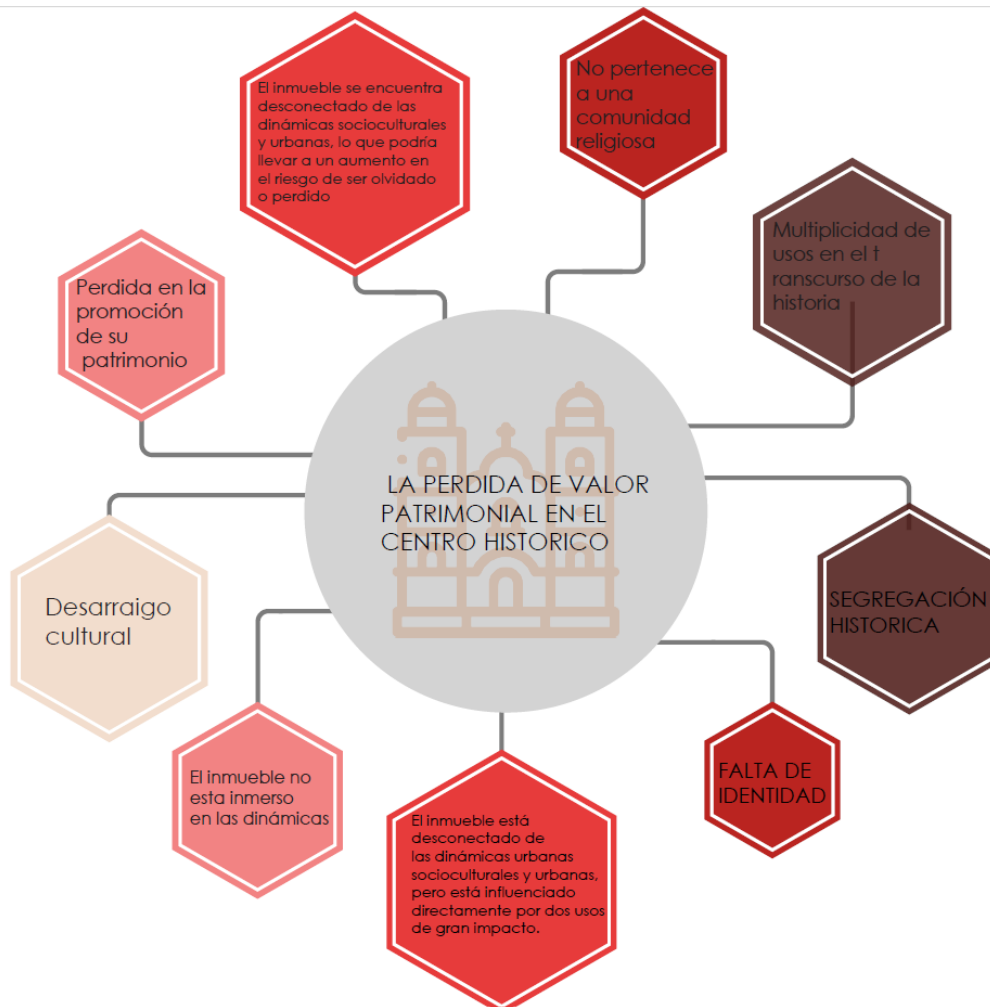 El inmueble se encuentra
desconectado de las
dinámicas socioculturales
y urbanas, lo que podría
llevar a un aumento en
el riesgo de ser olvidado
o perdido
No pertenece
a una
comunidad
religiosa
Multiplicidad de
usos en el t
ranscurso de la
historia
Perdida en la
promoción
de su
patrimonio
LA PERDIDA DE VALOR
PATRIMONIAL EN EL
CENTRO HISTORICO
Desarraigo
cultural
SEGREGACIÓN
HISTORICA
El inmueble no
esta inmerso
en las dinámicas
FALTA DE
IDENTIDAD
El inmueble está
desconectado de
las dinámicas urbanas
socioculturales y urbanas,
pero está influenciado
directamente por dos usos
de gran impacto.